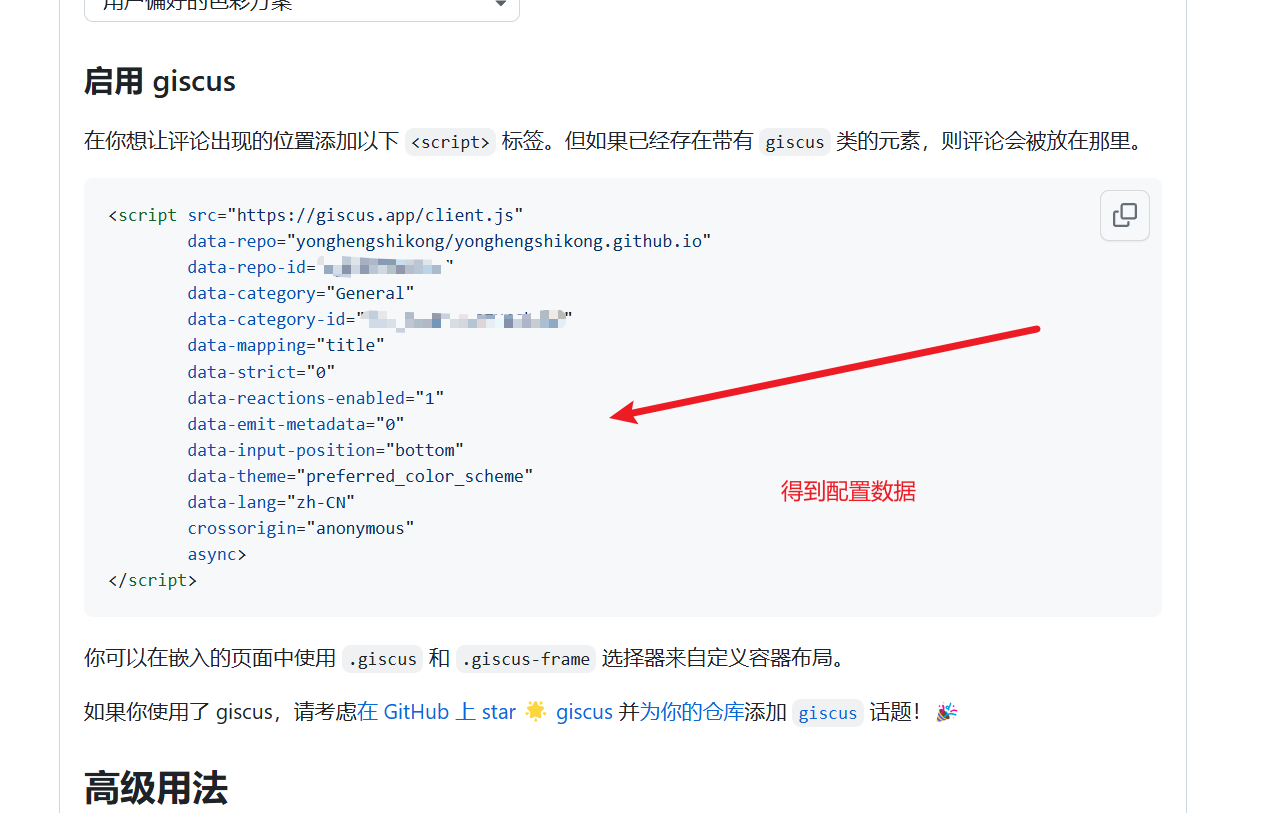 用户偏好的色彩方案
启用 giscus
在你想让评论出现的位置添加以下 <script> 标签。但如果已经存在带有 giscus 类的元素，则评论会被放在那里。
<script src="https://giscus.app/client.js"
data-repo="yonghengshikong/yonghengshikong.github.io"
data-repo-id="
"
data-category="General"
data-category-id="
"
data-mapping="title"
data-strict="0"
data-reactions-enabled="1"
data-emit-metadata="0"
data-input-position="bottom"
data-theme="preferred_color_scheme"
data-lang="zh-CN"
crossorigin="anonymous"
async>
</script>
得到配置数据
你可以在嵌入的页面中使用 .giscus 和 .giscus-frame 选择器来自定义容器布局。
如果你使用了 giscus，请考虑在 GitHub 上 star 🌟 giscus 并为你的仓库添加 giscus 话题！🎉
高级用法